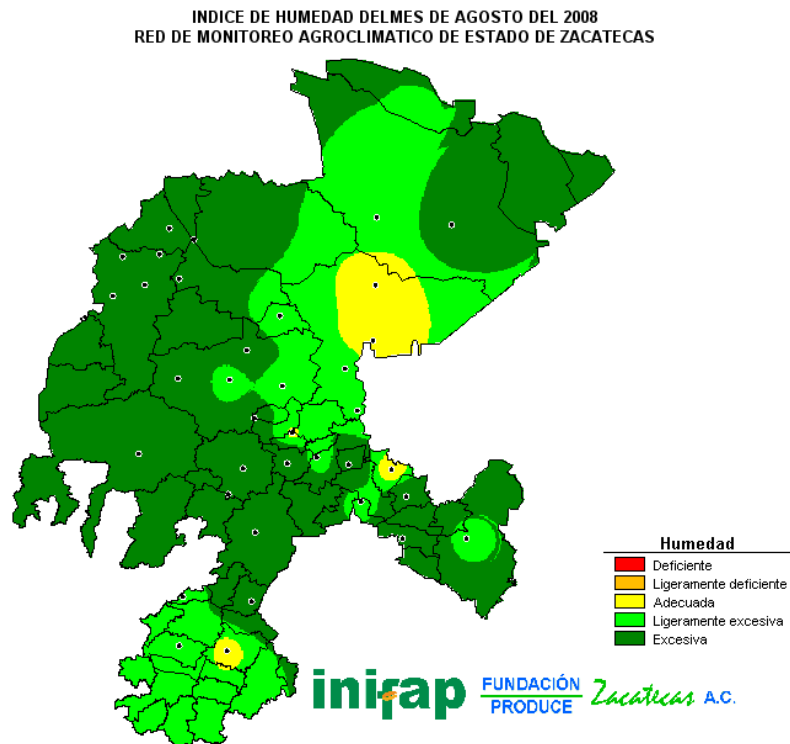 INDICE DE HUMEDAD DELMES DE AGOSTO DEL 2008
RED DE MONITOREO AGROCLIMATICO DE ESTADO DE ZACATECAS
Humedad
Deficiente
Ligeramente deficiente
Adecuada
Ligeramente excesiva
Excesiva
inifap
FUNDACIÓN
PRODUCE
Zacatecas A.C.